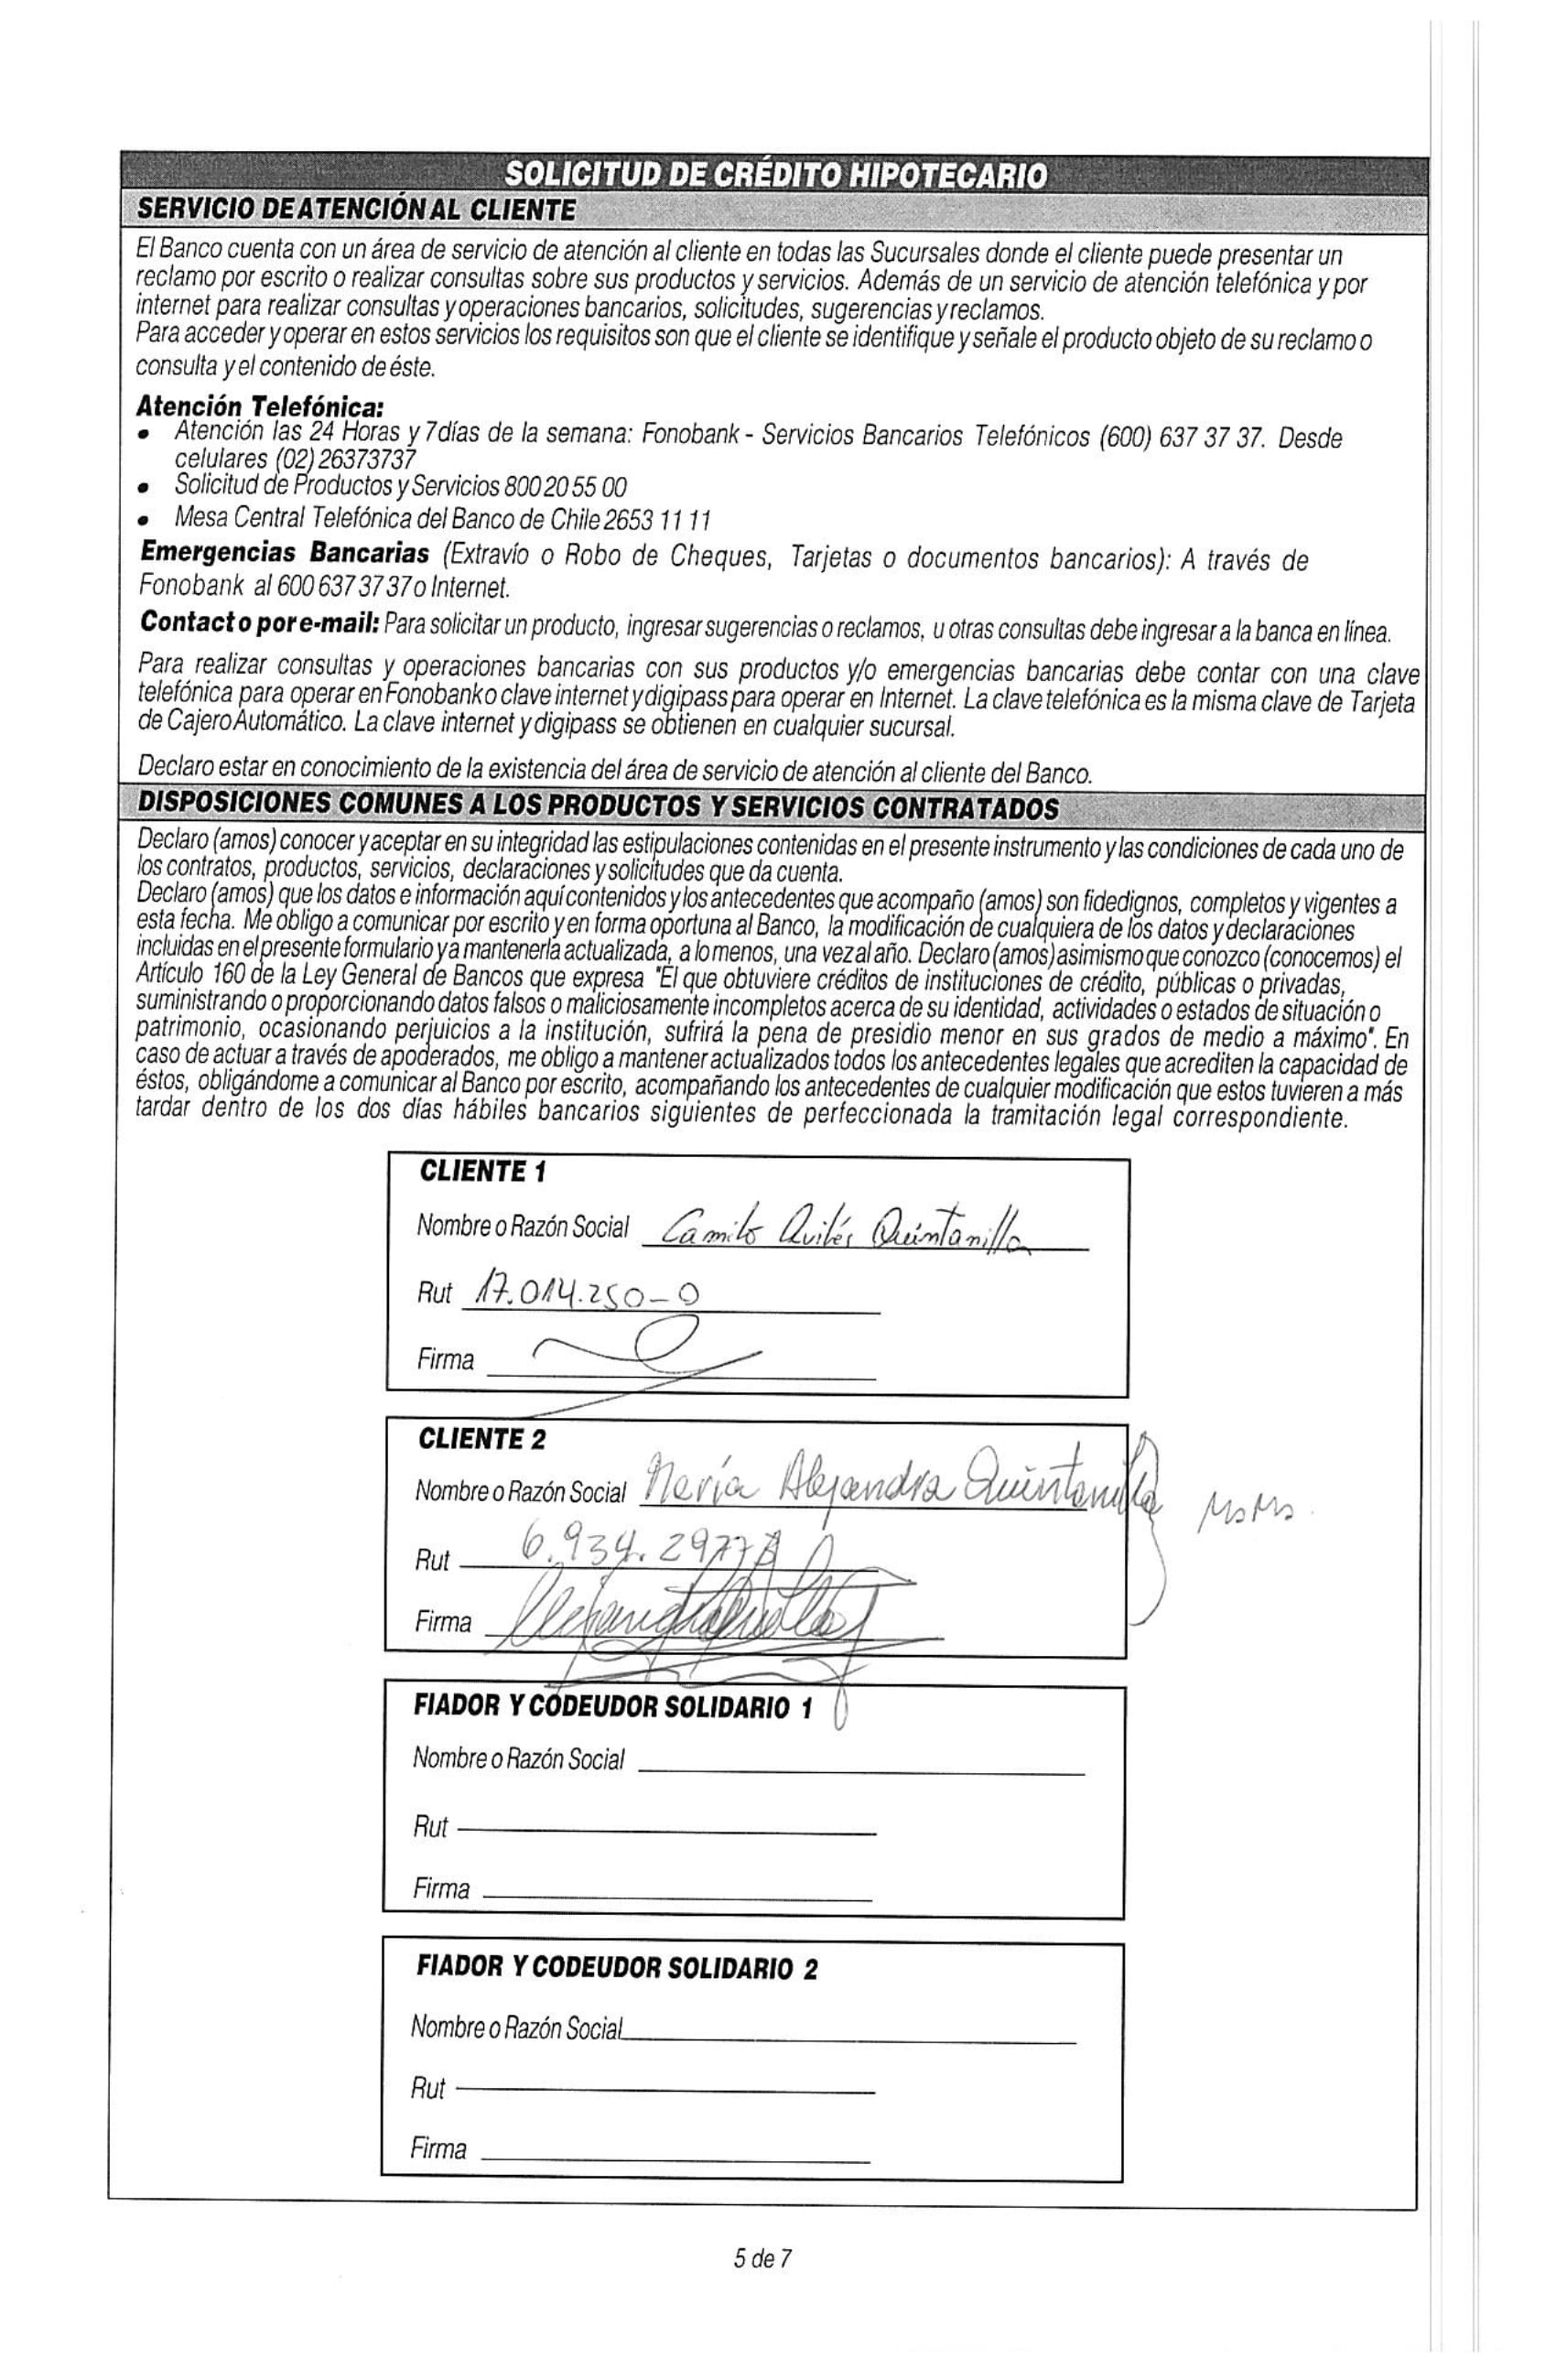 SOLICITUD DE CRÉDITO HIPOTECARIO
SERVICIO DE ATENCIÓN AL CLIENTE
El Banco cuenta con un área de servicio de atención al cliente en todas las Sucursales donde el cliente puede presentar un
reclamo por escrito o realizar consultas sobre sus productos y servicios. Además de un servicio de atención telefónica y por
internet para realizar consultas y operaciones bancarios, solicitudes, sugerencias y reclamos.
Para acceder y operar en estos servicios los requisitos son que el cliente se identifique y señale el producto objeto de su reclamo o
consulta y el contenido de éste.
Atención Telefónica:
• Atención las 24 Horas y 7días de la semana: Fonobank - Servicios Bancarios Telefónicos (600) 637 37 37. Desde
celulares (02) 26373737
• Solicitud de Productos y Servicios 800 20 55 00
• Mesa Central Telefónica del Banco de Chile 2653 11 11
Emergencias Bancarias (Extravío o Robo de Cheques, Tarjetas o documentos bancarios): A través de
Fonobank al 600 637 37 37 o Internet.
Contacto por e-mail: Para solicitar un producto, ingresar sugerencias o reclamos, u otras consultas debe ingresar a la banca en línea.
Para realizar consultas y operaciones bancarias con sus productos y/o emergencias bancarias debe contar con una clave
telefónica para operar en Fonobank o clave internet y digipass para operar en Internet. La clave telefónica es la misma clave de Tarjeta
de Cajero Automático. La clave internet y digipass se obtienen en cualquier sucursal.
Declaro estar en conocimiento de la existencia del área de servicio de atención al cliente del Banco.
DISPOSICIONES COMUNES A LOS PRODUCTOS Y SERVICIOS CONTRATADOS
Declaro (amos) conocer y aceptar en su integridad las estipulaciones contenidas en el presente instrumento y las condiciones de cada uno de
los contratos, productos, servicios, declaraciones y solicitudes que da cuenta.
Declaro (amos) que los datos e información aquí contenidos y los antecedentes que acompaño (amos) son fidedignos, completos y vigentes a
esta fecha. Me obligo a comunicar por escrito y en forma oportuna al Banco, la modificación de cualquiera de los datos y declaraciones
incluidas en el presente formulario y a mantenerla actualizada, a lo menos, una vez al año. Declaro (amos) asimismo que conozco (conocemos) el
Artículo 160 de la Ley General de Bancos que expresa "El que obtuviere créditos de instituciones de crédito, públicas o privadas,
suministrando o proporcionando datos falsos o maliciosamente incompletos acerca de su identidad, actividades o estados de situación o
patrimonio, ocasionando perjuicios a la institución, sufrirá la pena de presidio menor en sus grados de medio a máximo". En
caso de actuar a través de apoderados, me obligo a mantener actualizados todos los antecedentes legales que acrediten la capacidad de
éstos, obligándome a comunicar al Banco por escrito, acompañando los antecedentes de cualquier modificación que estos tuvieren a más
tardar dentro de los dos días hábiles bancarios siguientes de perfeccionada la tramitación legal correspondiente.
CLIENTE 1
Nombre o Razón Social Camilo Avilés Quintanilla
Rut 17.014.250-0
Firma
CLIENTE 2
Nombre o Razón Social María Alejandra Quintanilla
Rut 6.934.297
Firma
FIADOR Y CODEUDOR SOLIDARIO 1
Nombre o Razón Social
Rut
Firma
FIADOR Y CODEUDOR SOLIDARIO 2
Nombre o Razón Social
Rut
Firma
5 de 7